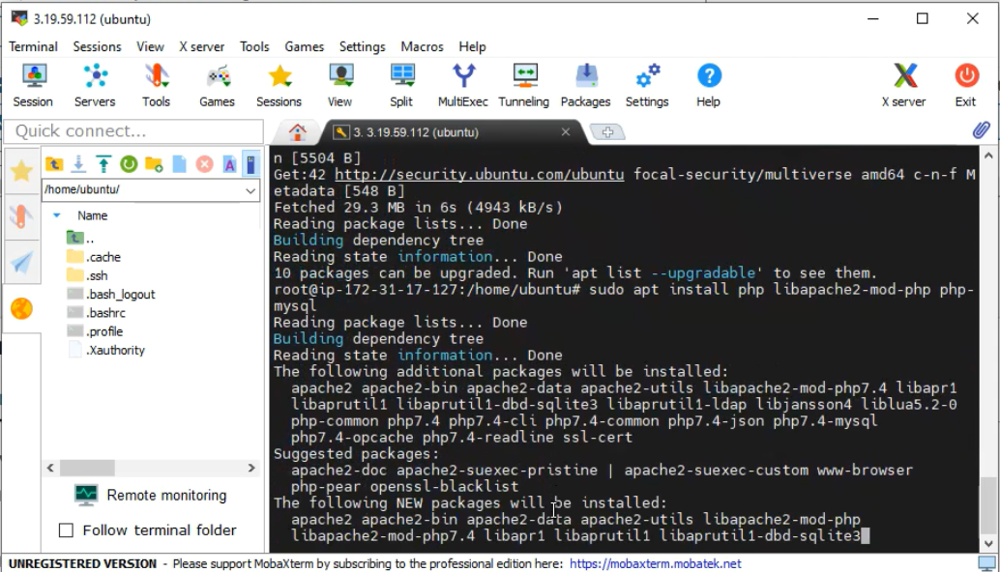 3.19.59.112 (ubuntu)
Terminal Sessions View X server Tools Games Settings Macros Help
Session Servers Tools Games Sessions View Split MultiExec Tunneling Packages Settings Help X server Exit
Quick connect...
3. 3.19.59.112 (ubuntu)
/home/ubuntu/
Name
..
.cache
.ssh
.bash_logout
.bashrc
.profile
.Xauthority
Remote monitoring
Follow terminal folder
n [5504 B]
Get:42 http://security.ubuntu.com/ubuntu focal-security/multiverse amd64 c-n-f M
etadata [548 B]
Fetched 29.3 MB in 6s (4943 kB/s)
Reading package lists... Done
Building dependency tree
Reading state information... Done
10 packages can be upgraded. Run 'apt list --upgradable' to see them.
root@ip-172-31-17-127:/home/ubuntu# sudo apt install php libapache2-mod-php php-
mysql
Reading package lists... Done
Building dependency tree
Reading state information... Done
The following additional packages will be installed:
apache2 apache2-bin apache2-data apache2-utils libapache2-mod-php7.4 libapr1
libaprutil1 libaprutil1-dbd-sqlite3 libaprutil1-ldap libjansson4 liblua5.2-0
php-common php7.4 php7.4-cli php7.4-common php7.4-json php7.4-mysql
php7.4-opcache php7.4-readline ssl-cert
Suggested packages:
apache2-doc apache2-suexec-pristine | apache2-suexec-custom www-browser
php-pear openssl-blacklist
The following NEW packages will be installed:
apache2 apache2-bin apache2-data apache2-utils libapache2-mod-php
libapache2-mod-php7.4 libapr1 libaprutil1 libaprutil1-dbd-sqlite3
UNREGISTERED VERSION - Please support MobaXterm by subscribing to the professional edition here: https://mobaxterm.mobatek.net